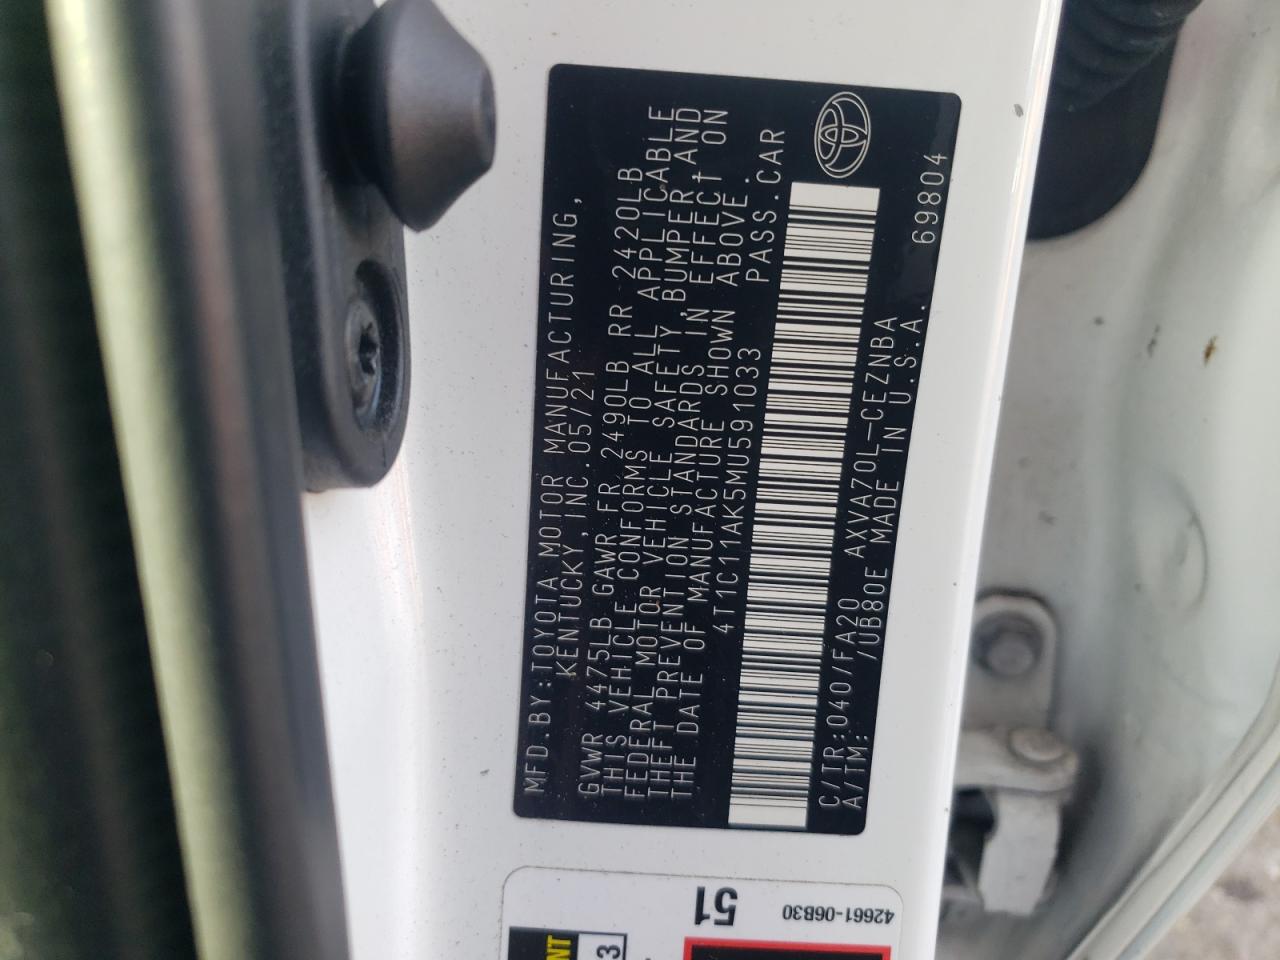 MFD.BY:TOYOTA MOTOR MANUFACTURING,
KENTUCKY, INC. 05/21
GVWR 4475LB GAWR FR 2490LB RR 2420LB
THIS VEHICLE CONFORMS TO ALL APPLICABLE
FEDERAL MOTOR VEHICLE SAFETY, BUMPER, AND
THEFT PREVENTION STANDARDS IN EFFECT ON
THE DATE OF MANUFACTURE SHOWN ABOVE.
4T1C11AK5MU591033 PASS.CAR
C/TR:040/FA20 AXVA70L-CEZNBA
A/TM: /UB80E MADE IN U.S.A. 69804
51
42661-06B30
3